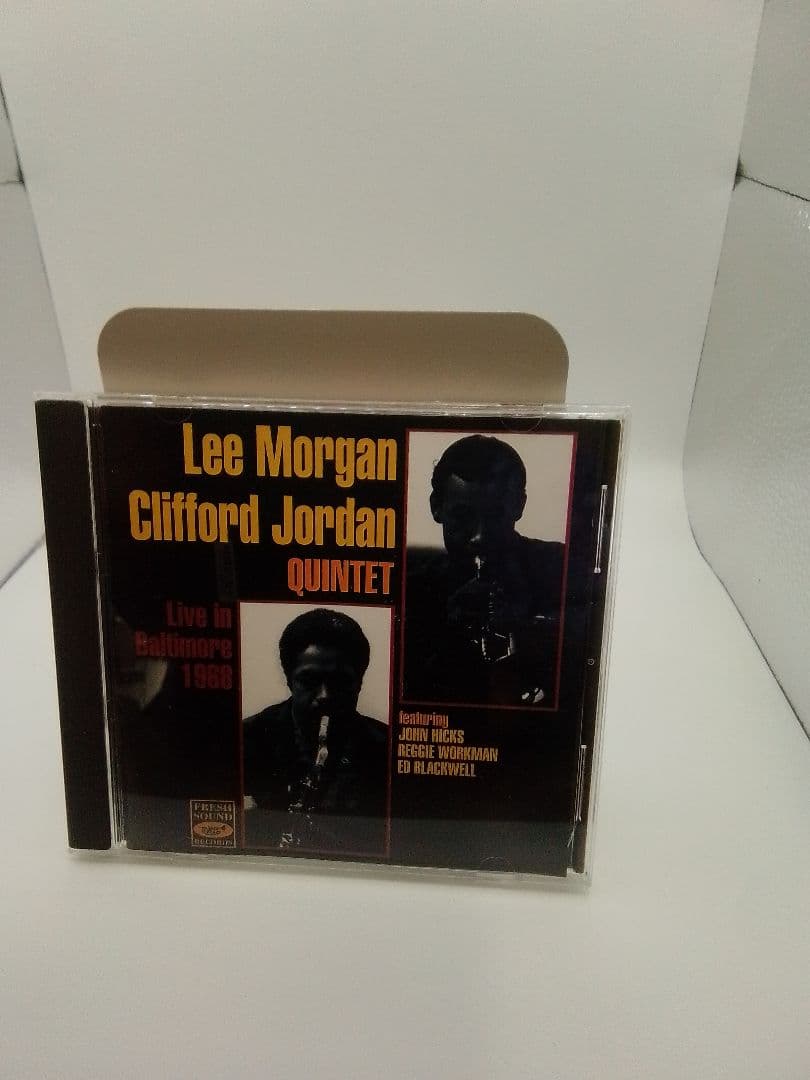 Lee Morgan
Clifford Jordan
QUINTET
Live in
Baltimore
1968
featuring
JOHN HICKS
REGGIE WORKMAN
ED BLACKWELL
FRESH
SOUND
RECORDS